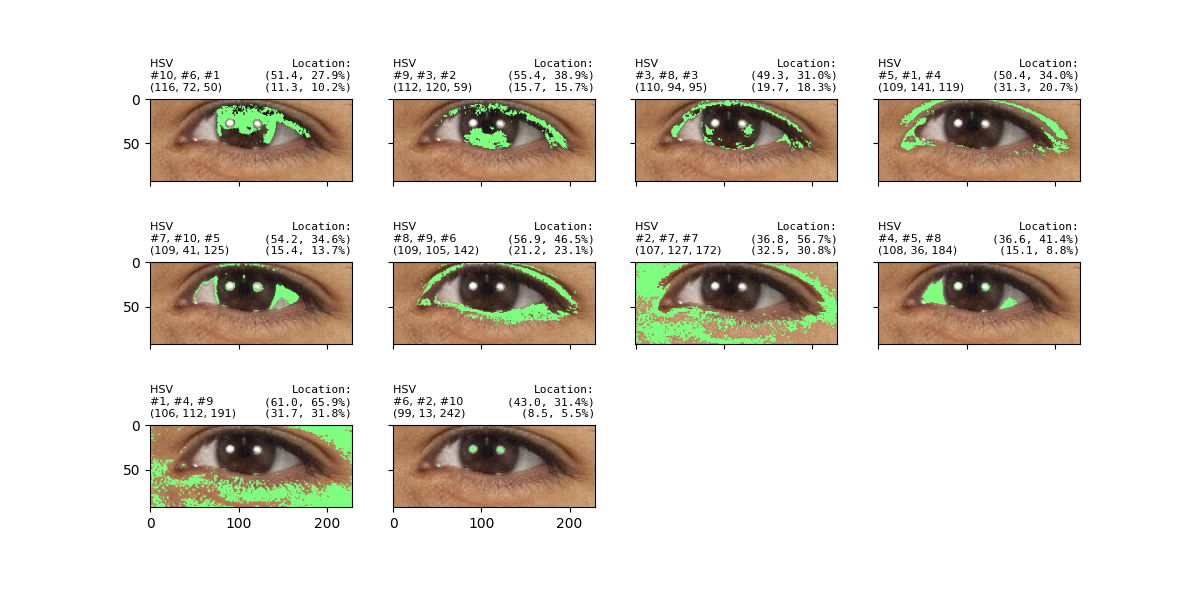 HSV Location:
#10, #6, #1 (51.4, 27.9%)
(116, 72, 50) (11.3, 10.2%)
HSV Location:
#9, #3, #2 (55.4, 38.9%)
(112, 120, 59) (15.7, 15.7%)
HSV Location:
#3, #8, #3 (49.3, 31.0%)
(110, 94, 95) (19.7, 18.3%)
HSV Location:
#5, #1, #4 (50.4, 34.0%)
(109, 141, 119) (31.3, 20.7%)
0
50
HSV Location:
#7, #10, #5 (54.2, 34.6%)
(109, 41, 125) (15.4, 13.7%)
HSV Location:
#8, #9, #6 (56.9, 46.5%)
(109, 105, 142) (21.2, 23.1%)
HSV Location:
#2, #7, #7 (36.8, 56.7%)
(107, 127, 172) (32.5, 30.8%)
HSV Location:
#4, #5, #8 (36.6, 41.4%)
(108, 36, 184) (15.1, 8.8%)
0
50
HSV Location:
#1, #4, #9 (61.0, 65.9%)
(106, 112, 191) (31.7, 31.8%)
HSV Location:
#6, #2, #10 (43.0, 31.4%)
(99, 13, 242) (8.5, 5.5%)
0
50
0 100 200
0 100 200